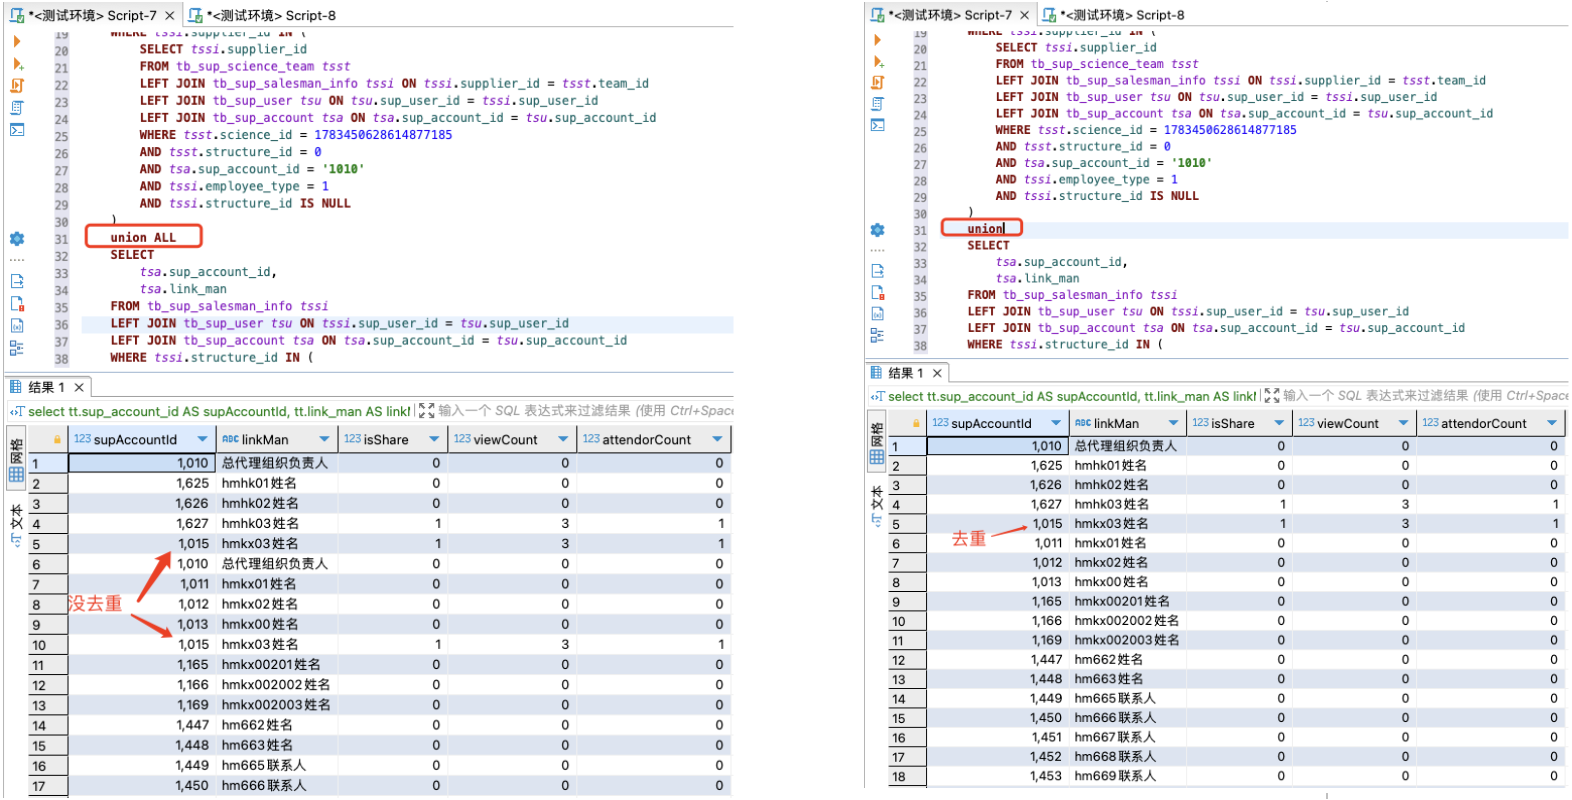 *<测试环境> Script-7
*<测试环境> Script-8
19 WHERE tssi.supplier_id IN (
20 SELECT tssi.supplier_id
21 FROM tb_sup_science_team tsst
22 LEFT JOIN tb_sup_salesman_info tssi ON tssi.supplier_id = tsst.team_id
23 LEFT JOIN tb_sup_user tsu ON tsu.sup_user_id = tssi.sup_user_id
24 LEFT JOIN tb_sup_account tsa ON tsa.sup_account_id = tsu.sup_account_id
25 WHERE tsst.science_id = 1783450628614877185
26 AND tsst.structure_id = 0
27 AND tsa.sup_account_id = '1010'
28 AND tssi.employee_type = 1
29 AND tssi.structure_id IS NULL
30 )
31 union ALL
32 SELECT
33 tsa.sup_account_id,
34 tsa.link_man
35 FROM tb_sup_salesman_info tssi
36 LEFT JOIN tb_sup_user tsu ON tssi.sup_user_id = tsu.sup_user_id
37 LEFT JOIN tb_sup_account tsa ON tsa.sup_account_id = tsu.sup_account_id
38 WHERE tssi.structure_id IN (
结果 1
select tt.sup_account_id AS supAccountId, tt.link_man AS linkM
输入一个 SQL 表达式来过滤结果 (使用 Ctrl+Space
网格
文本
123 supAccountId ABC linkMan 123 isShare 123 viewCount 123 attendorCount
1 1,010 总代理组织负责人 0 0 0
2 1,625 hmhk01姓名 0 0 0
3 1,626 hmhk02姓名 0 0 0
4 1,627 hmhk03姓名 1 3 1
5 1,015 hmkx03姓名 1 3 1
6 1,010 总代理组织负责人 0 0 0
7 1,011 hmkx01姓名 0 0 0
8 1,012 hmkx02姓名 0 0 0
9 1,013 hmkx00姓名 0 0 0
10 1,015 hmkx03姓名 1 3 1
11 1,165 hmkx00201姓名 0 0 0
12 1,166 hmkx002002姓名 0 0 0
13 1,169 hmkx002003姓名 0 0 0
14 1,447 hm662姓名 0 0 0
15 1,448 hm663姓名 0 0 0
16 1,449 hm665联系人 0 0 0
17 1,450 hm666联系人 0 0 0
没去重
*<测试环境> Script-7
*<测试环境> Script-8
19 WHERE tssi.supplier_id IN (
20 SELECT tssi.supplier_id
21 FROM tb_sup_science_team tsst
22 LEFT JOIN tb_sup_salesman_info tssi ON tssi.supplier_id = tsst.team_id
23 LEFT JOIN tb_sup_user tsu ON tsu.sup_user_id = tssi.sup_user_id
24 LEFT JOIN tb_sup_account tsa ON tsa.sup_account_id = tsu.sup_account_id
25 WHERE tsst.science_id = 1783450628614877185
26 AND tsst.structure_id = 0
27 AND tsa.sup_account_id = '1010'
28 AND tssi.employee_type = 1
29 AND tssi.structure_id IS NULL
30 )
31 union
32 SELECT
33 tsa.sup_account_id,
34 tsa.link_man
35 FROM tb_sup_salesman_info tssi
36 LEFT JOIN tb_sup_user tsu ON tssi.sup_user_id = tsu.sup_user_id
37 LEFT JOIN tb_sup_account tsa ON tsa.sup_account_id = tsu.sup_account_id
38 WHERE tssi.structure_id IN (
结果 1
select tt.sup_account_id AS supAccountId, tt.link_man AS linkM
输入一个 SQL 表达式来过滤结果 (使用 Ctrl+Space
网格
文本
123 supAccountId ABC linkMan 123 isShare 123 viewCount 123 attendorCount
1 1,010 总代理组织负责人 0 0 0
2 1,625 hmhk01姓名 0 0 0
3 1,626 hmhk02姓名 0 0 0
4 1,627 hmhk03姓名 1 3 1
5 1,015 hmkx03姓名 1 3 1
6 1,011 hmkx01姓名 0 0 0
7 1,012 hmkx02姓名 0 0 0
8 1,013 hmkx00姓名 0 0 0
9 1,165 hmkx00201姓名 0 0 0
10 1,166 hmkx002002姓名 0 0 0
11 1,169 hmkx002003姓名 0 0 0
12 1,447 hm662姓名 0 0 0
13 1,448 hm663姓名 0 0 0
14 1,449 hm665联系人 0 0 0
15 1,450 hm666联系人 0 0 0
16 1,451 hm667联系人 0 0 0
17 1,452 hm668联系人 0 0 0
18 1,453 hm669联系人 0 0 0
去重